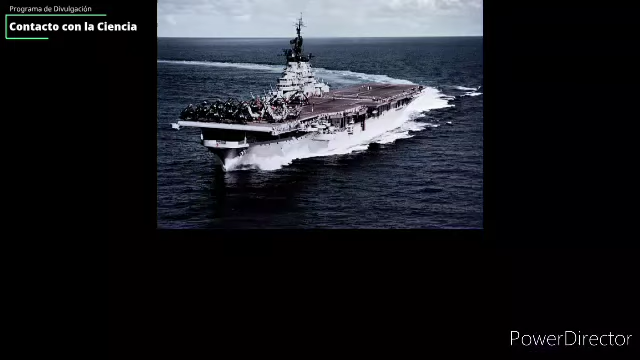 Programa de Divulgación
Contacto con la Ciencia
PowerDirector